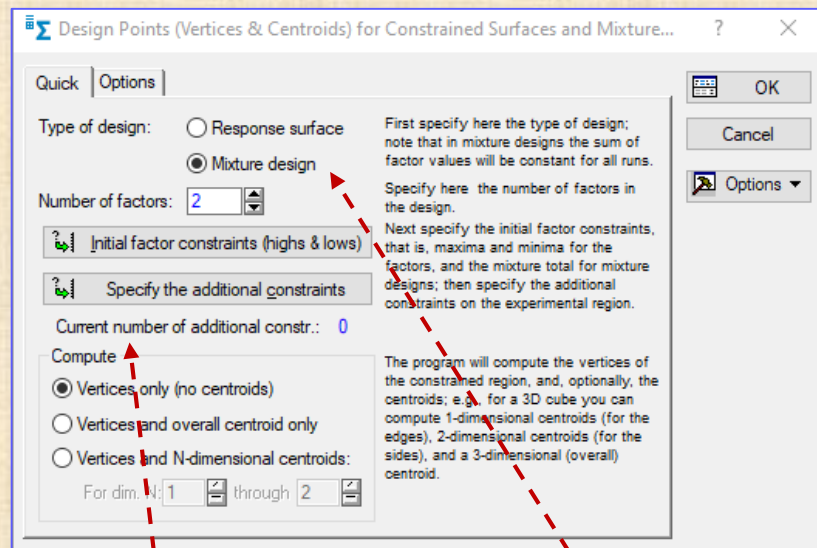 Design Points (Vertices & Centroids) for Constrained Surfaces and Mixture... ?
Quick Options
OK
Cancel
Options
Type of design: Response surface
Mixture design
Number of factors: 2
Initial factor constraints (highs & lows)
Specify the additional constraints
Current number of additional constr.: 0
First specify here the type of design;
note that in mixture designs the sum of
factor values will be constant for all runs.
Specify here the number of factors in
the design.
Next specify the initial factor constraints,
that is, maxima and minima for the
factors, and the mixture total for mixture
designs; then specify the additional
constraints on the experimental region.
Compute
Vertices only (no centroids)
Vertices and overall centroid only
Vertices and N-dimensional centroids:
For dim. N: 1 through 2
The program will compute the vertices of
the constrained region, and, optionally, the
centroids; e.g., for a 3D cube you can
compute 1-dimensional centroids (for the
edges), 2-dimensional centroids (for the
sides), and a 3-dimensional (overall)
centroid.